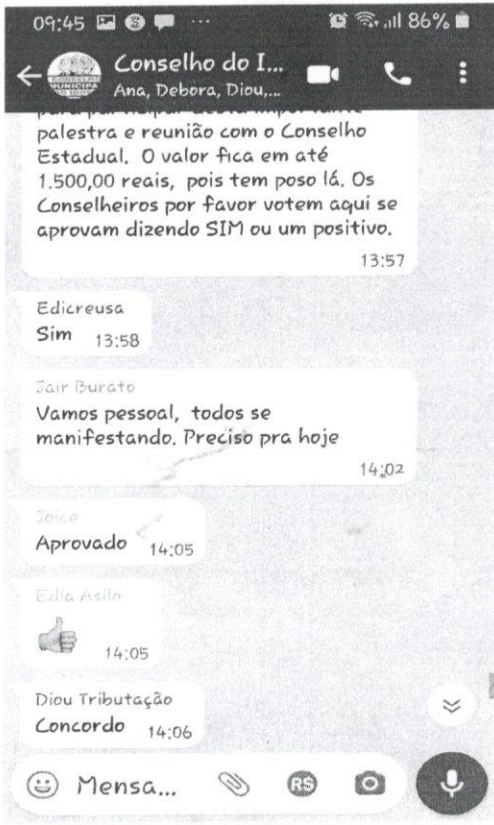 09:45 ... 86%
Conselho do I...
Ana, Debora, Diou,...
palestra e reunião com o Conselho
Estadual. O valor fica em até
1.500,00 reais, pois tem poso lá. Os
Conselheiros por favor votem aqui se
aprovam dizendo SIM ou um positivo.
13:57
Edicreusa
Sim 13:58
Jair Burato
Vamos pessoal, todos se
manifestando. Preciso pra hoje
14:02
Joice
Aprovado 14:05
Edia Asilo
👍 14:05
Diou Tributação
Concordo 14:06
Mensa... R$